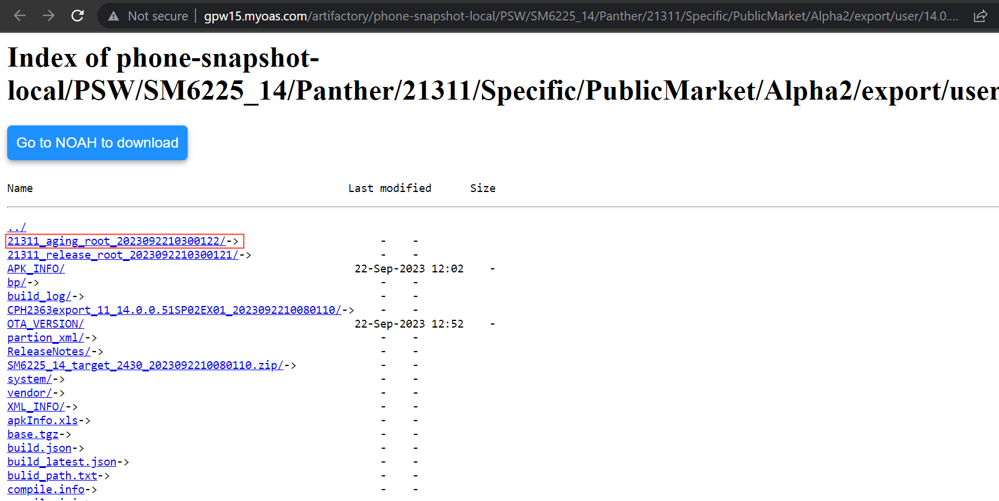 Not secure | gpw15.myoas.com/artifactory/phone-snapshot-local/PSW/SM6225_14/Panther/21311/Specific/PublicMarket/Alpha2/export/user/14.0....
Index of phone-snapshot-
local/PSW/SM6225_14/Panther/21311/Specific/PublicMarket/Alpha2/export/user
Go to NOAH to download
Name Last modified Size
../
21311_aging_root_2023092210300122/-> - -
21311_release_root_2023092210300121/-> - -
APK_INFO/ 22-Sep-2023 12:02 -
bp/-> - -
build_log/-> - -
CPH2363export_11_14.0.0.51SP02EX01_2023092210080110/-> - -
OTA_VERSION/ 22-Sep-2023 12:52 -
partion_xml/-> - -
ReleaseNotes/-> - -
SM6225_14_target_2430_2023092210080110.zip/-> - -
system/-> - -
vendor/-> - -
XML_INFO/-> - -
apkInfo.xls-> - -
base.tgz-> - -
build.json-> - -
build_latest.json-> - -
bulid_path.txt-> - -
compile.info-> - -